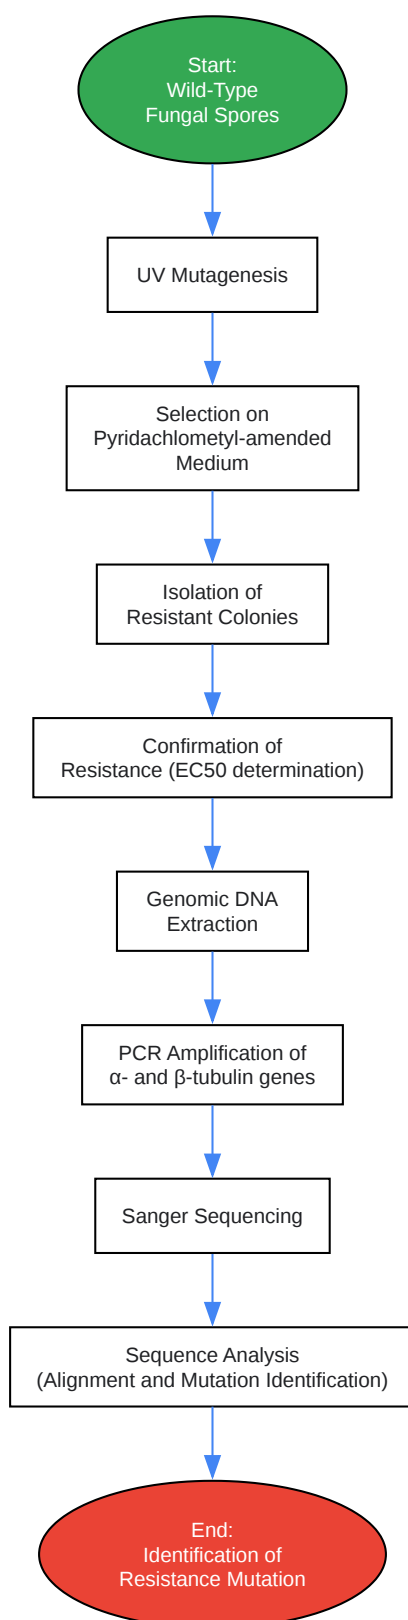 Start:
Wild-Type
Fungal Spores
UV Mutagenesis
Selection on
Pyridachlometyl-amended
Medium
Isolation of
Resistant Colonies
Confirmation of
Resistance (EC50 determination)
Genomic DNA
Extraction
PCR Amplification of
α- and β-tubulin genes
Sanger Sequencing
Sequence Analysis
(Alignment and Mutation Identification)
End:
Identification of
Resistance Mutation